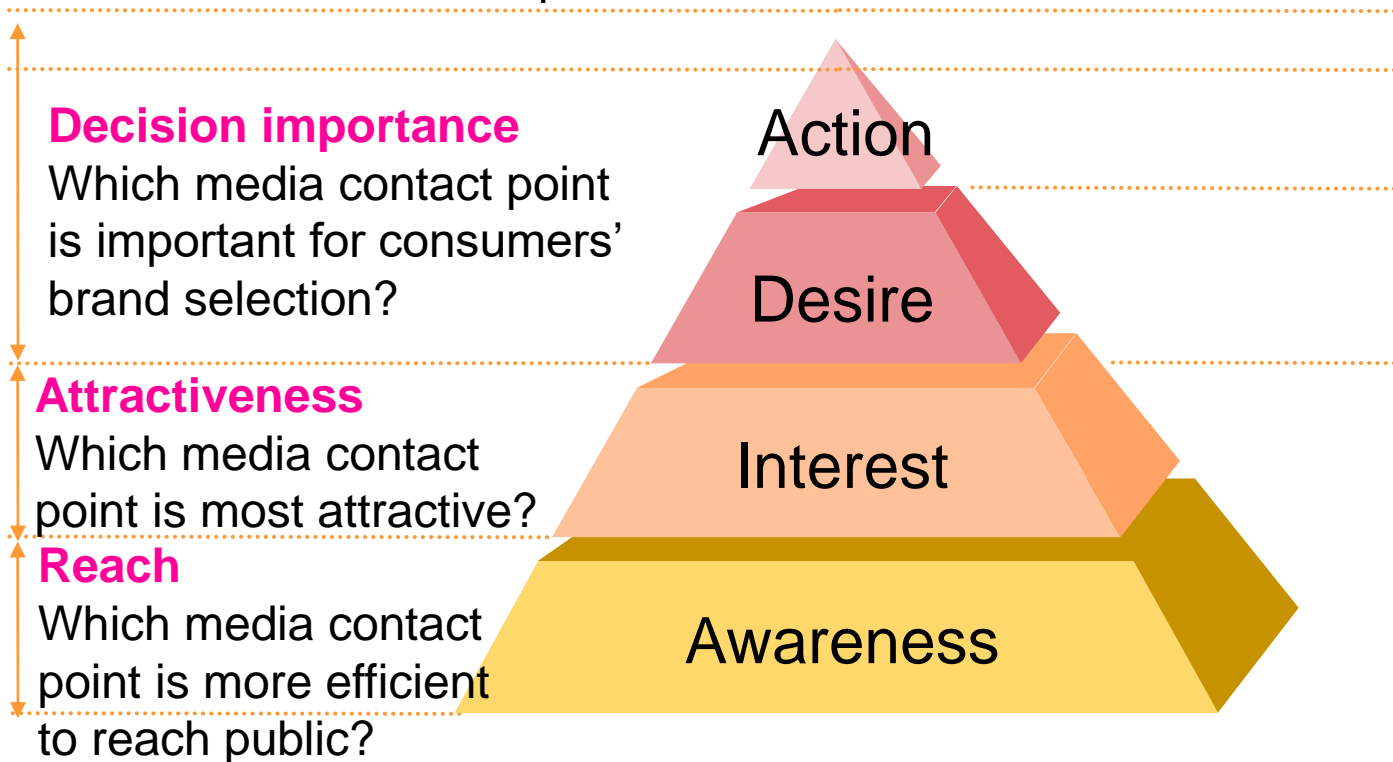 Decision importance
Which media contact point
is important for consumers’
brand selection?
Attractiveness
Which media contact
point is most attractive?
Reach
Which media contact
point is more efficient
to reach public?
Action
Desire
Interest
Awareness